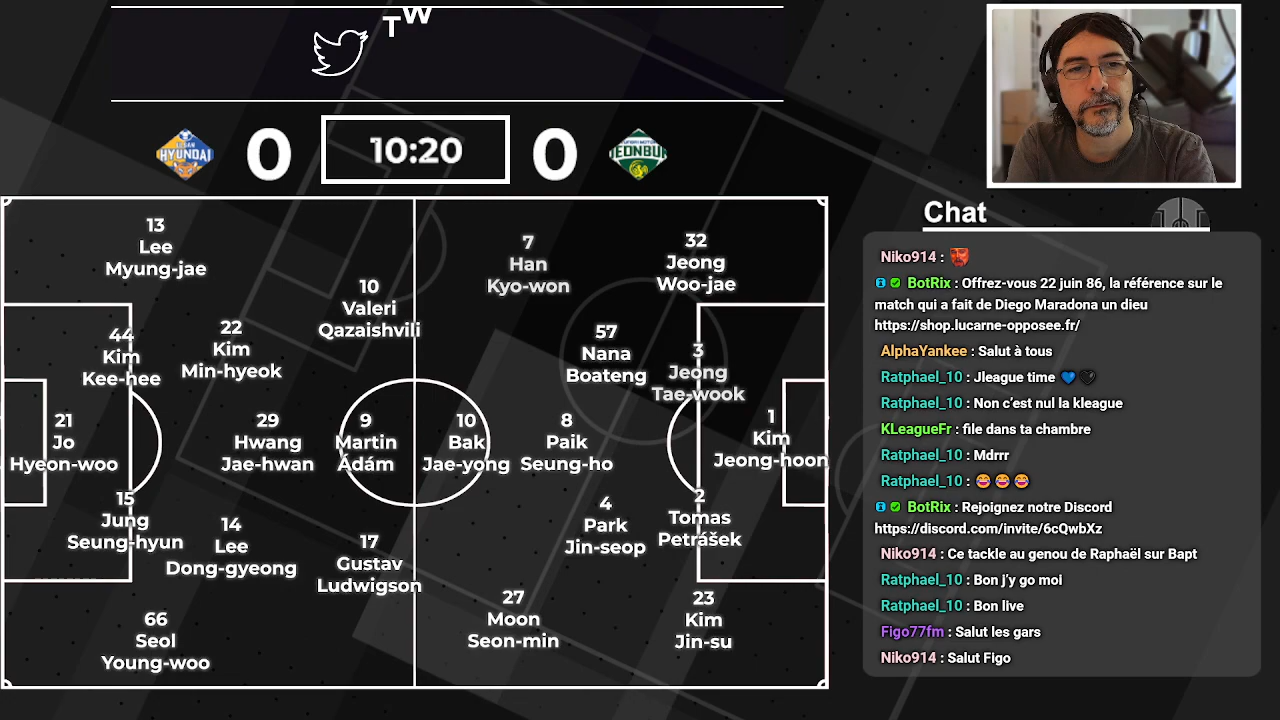 TW
HYUNDAI
0
10:20
0
13
Lee
Myung-jae
10
Valeri
Qazaishvili
7
Han
Kyo-won
32
Jeong
Woo-jae
44
Kim
Kee-hee
22
Kim
Min-hyeok
57
Nana
Boateng
3
Jeong
Tae-wook
21
Jo
Hyeon-woo
29
Hwang
Jae-hwan
9
Martin
Ádám
10
Bak
Jae-yong
8
Paik
Seung-ho
1
Kim
Jeong-hoon
15
Jung
Seung-hyun
14
Lee
Dong-gyeong
17
Gustav
Ludwigson
4
Park
Jin-seop
2
Tomas
Petrášek
66
Seol
Young-woo
27
Moon
Seon-min
23
Kim
Jin-su
Chat
Niko914 :
BotRix : Offrez-vous 22 juin 86, la référence sur le
match qui a fait de Diego Maradona un dieu
https://shop.lucarne-opposee.fr/
AlphaYankee : Salut à tous
Ratphael_10 : Jleague time 💙🖤
Ratphael_10 : Non c'est nul la kleague
KLeagueFr : file dans ta chambre
Ratphael_10 : Mdrrr
Ratphael_10 : 😂 😂 😂
BotRix : Rejoignez notre Discord
https://discord.com/invite/6cQwbXz
Niko914 : Ce tackle au genou de Raphaël sur Bapt
Ratphael_10 : Bon j'y go moi
Ratphael_10 : Bon live
Figo77fm : Salut les gars
Niko914 : Salut Figo